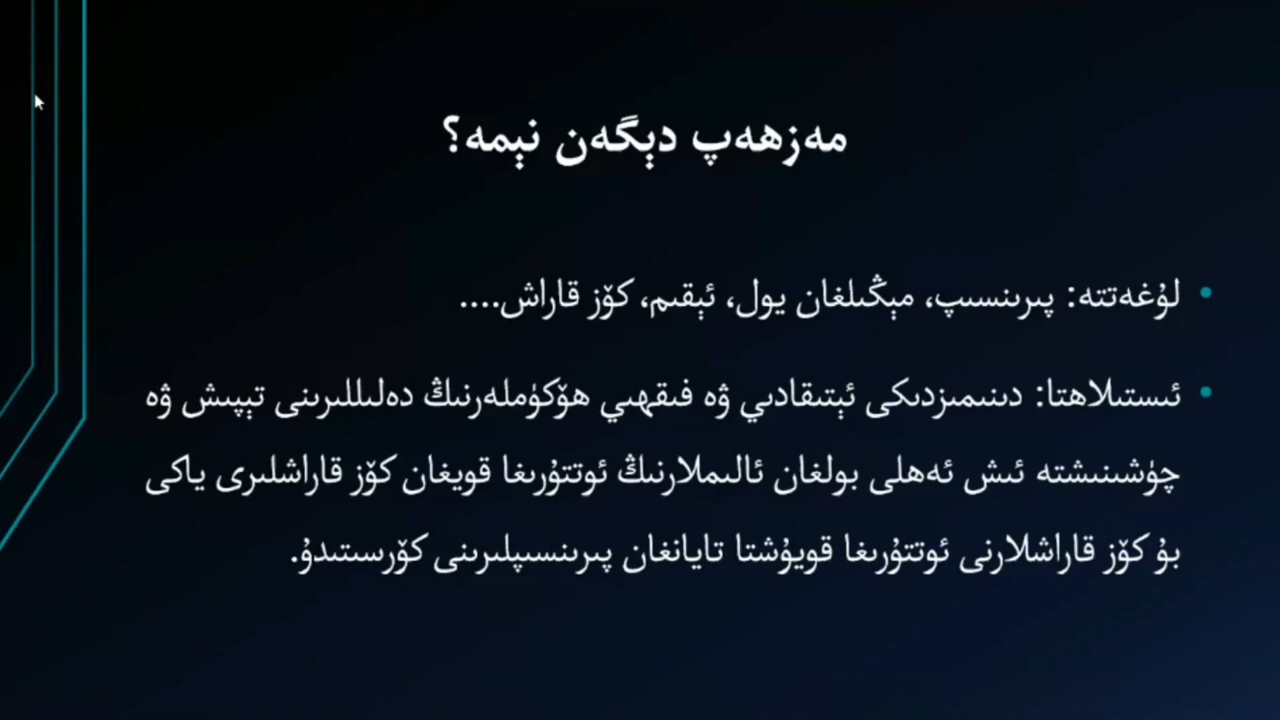 مەزھەپ دېگەن نېمە؟
• لۇغەتتە: پىرىنسىپ، مېڭىلغان يول، ئېقىم، كۆز قاراش....
• ئىستىلاھتا: دىنىمىزدىكى ئېتىقادىي ۋە فىقھىي ھۆكۈملەرنىڭ دەلىللىرىنى تېپىش ۋە
چۈشىنىشتە ئىش ئەھلى بولغان ئالىملارنىڭ ئوتتۇرىغا قويغان كۆز قاراشلىرى ياكى
بۇ كۆز قاراشلارنى ئوتتۇرىغا قويۇشتا تايانغان پىرىنسىپلىرىنى كۆرسىتىدۇ.